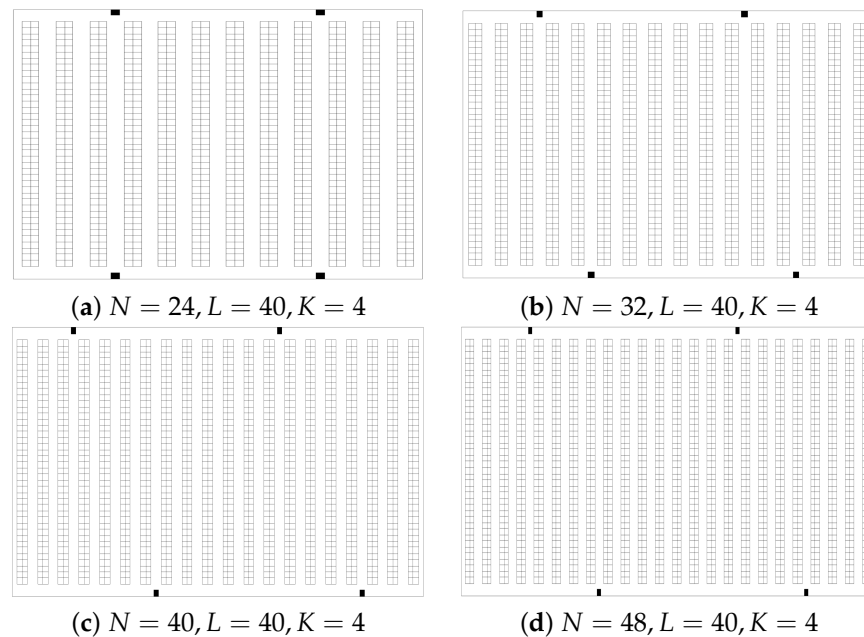 (a) N = 24, L = 40, K = 4
(b) N = 32, L = 40, K = 4
(c) N = 40, L = 40, K = 4
(d) N = 48, L = 40, K = 4